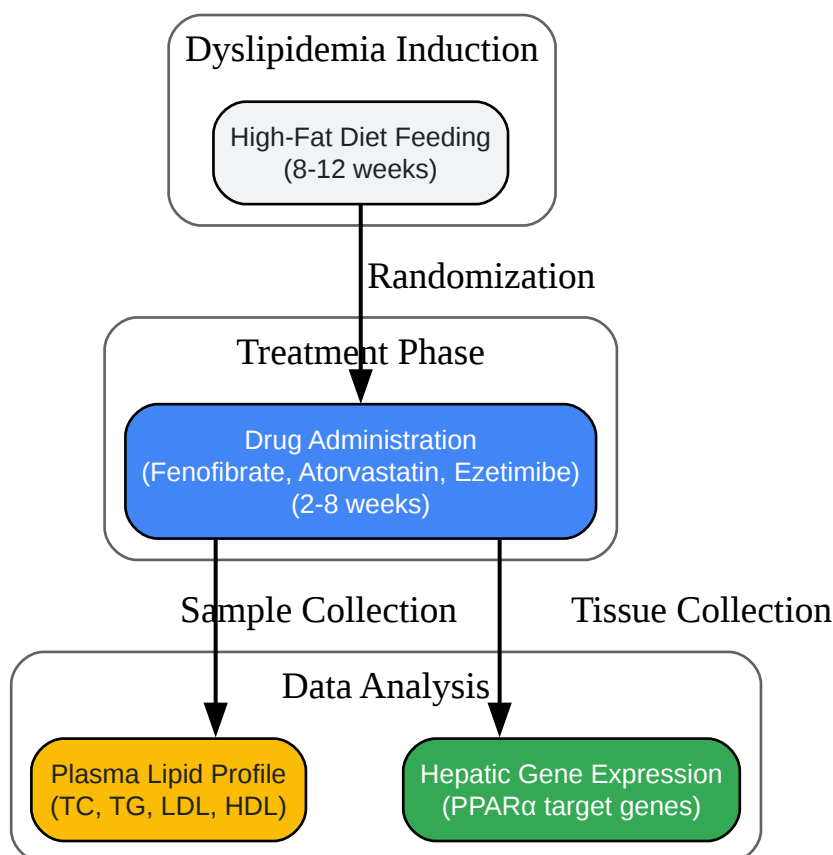 Dyslipidemia Induction
High-Fat Diet Feeding
(8-12 weeks)
Randomization
Treatment Phase
Drug Administration
(Fenofibrate, Atorvastatin, Ezetimibe)
(2-8 weeks)
Sample Collection
Tissue Collection
Data Analysis
Plasma Lipid Profile
(TC, TG, LDL, HDL)
Hepatic Gene Expression
(PPARα target genes)